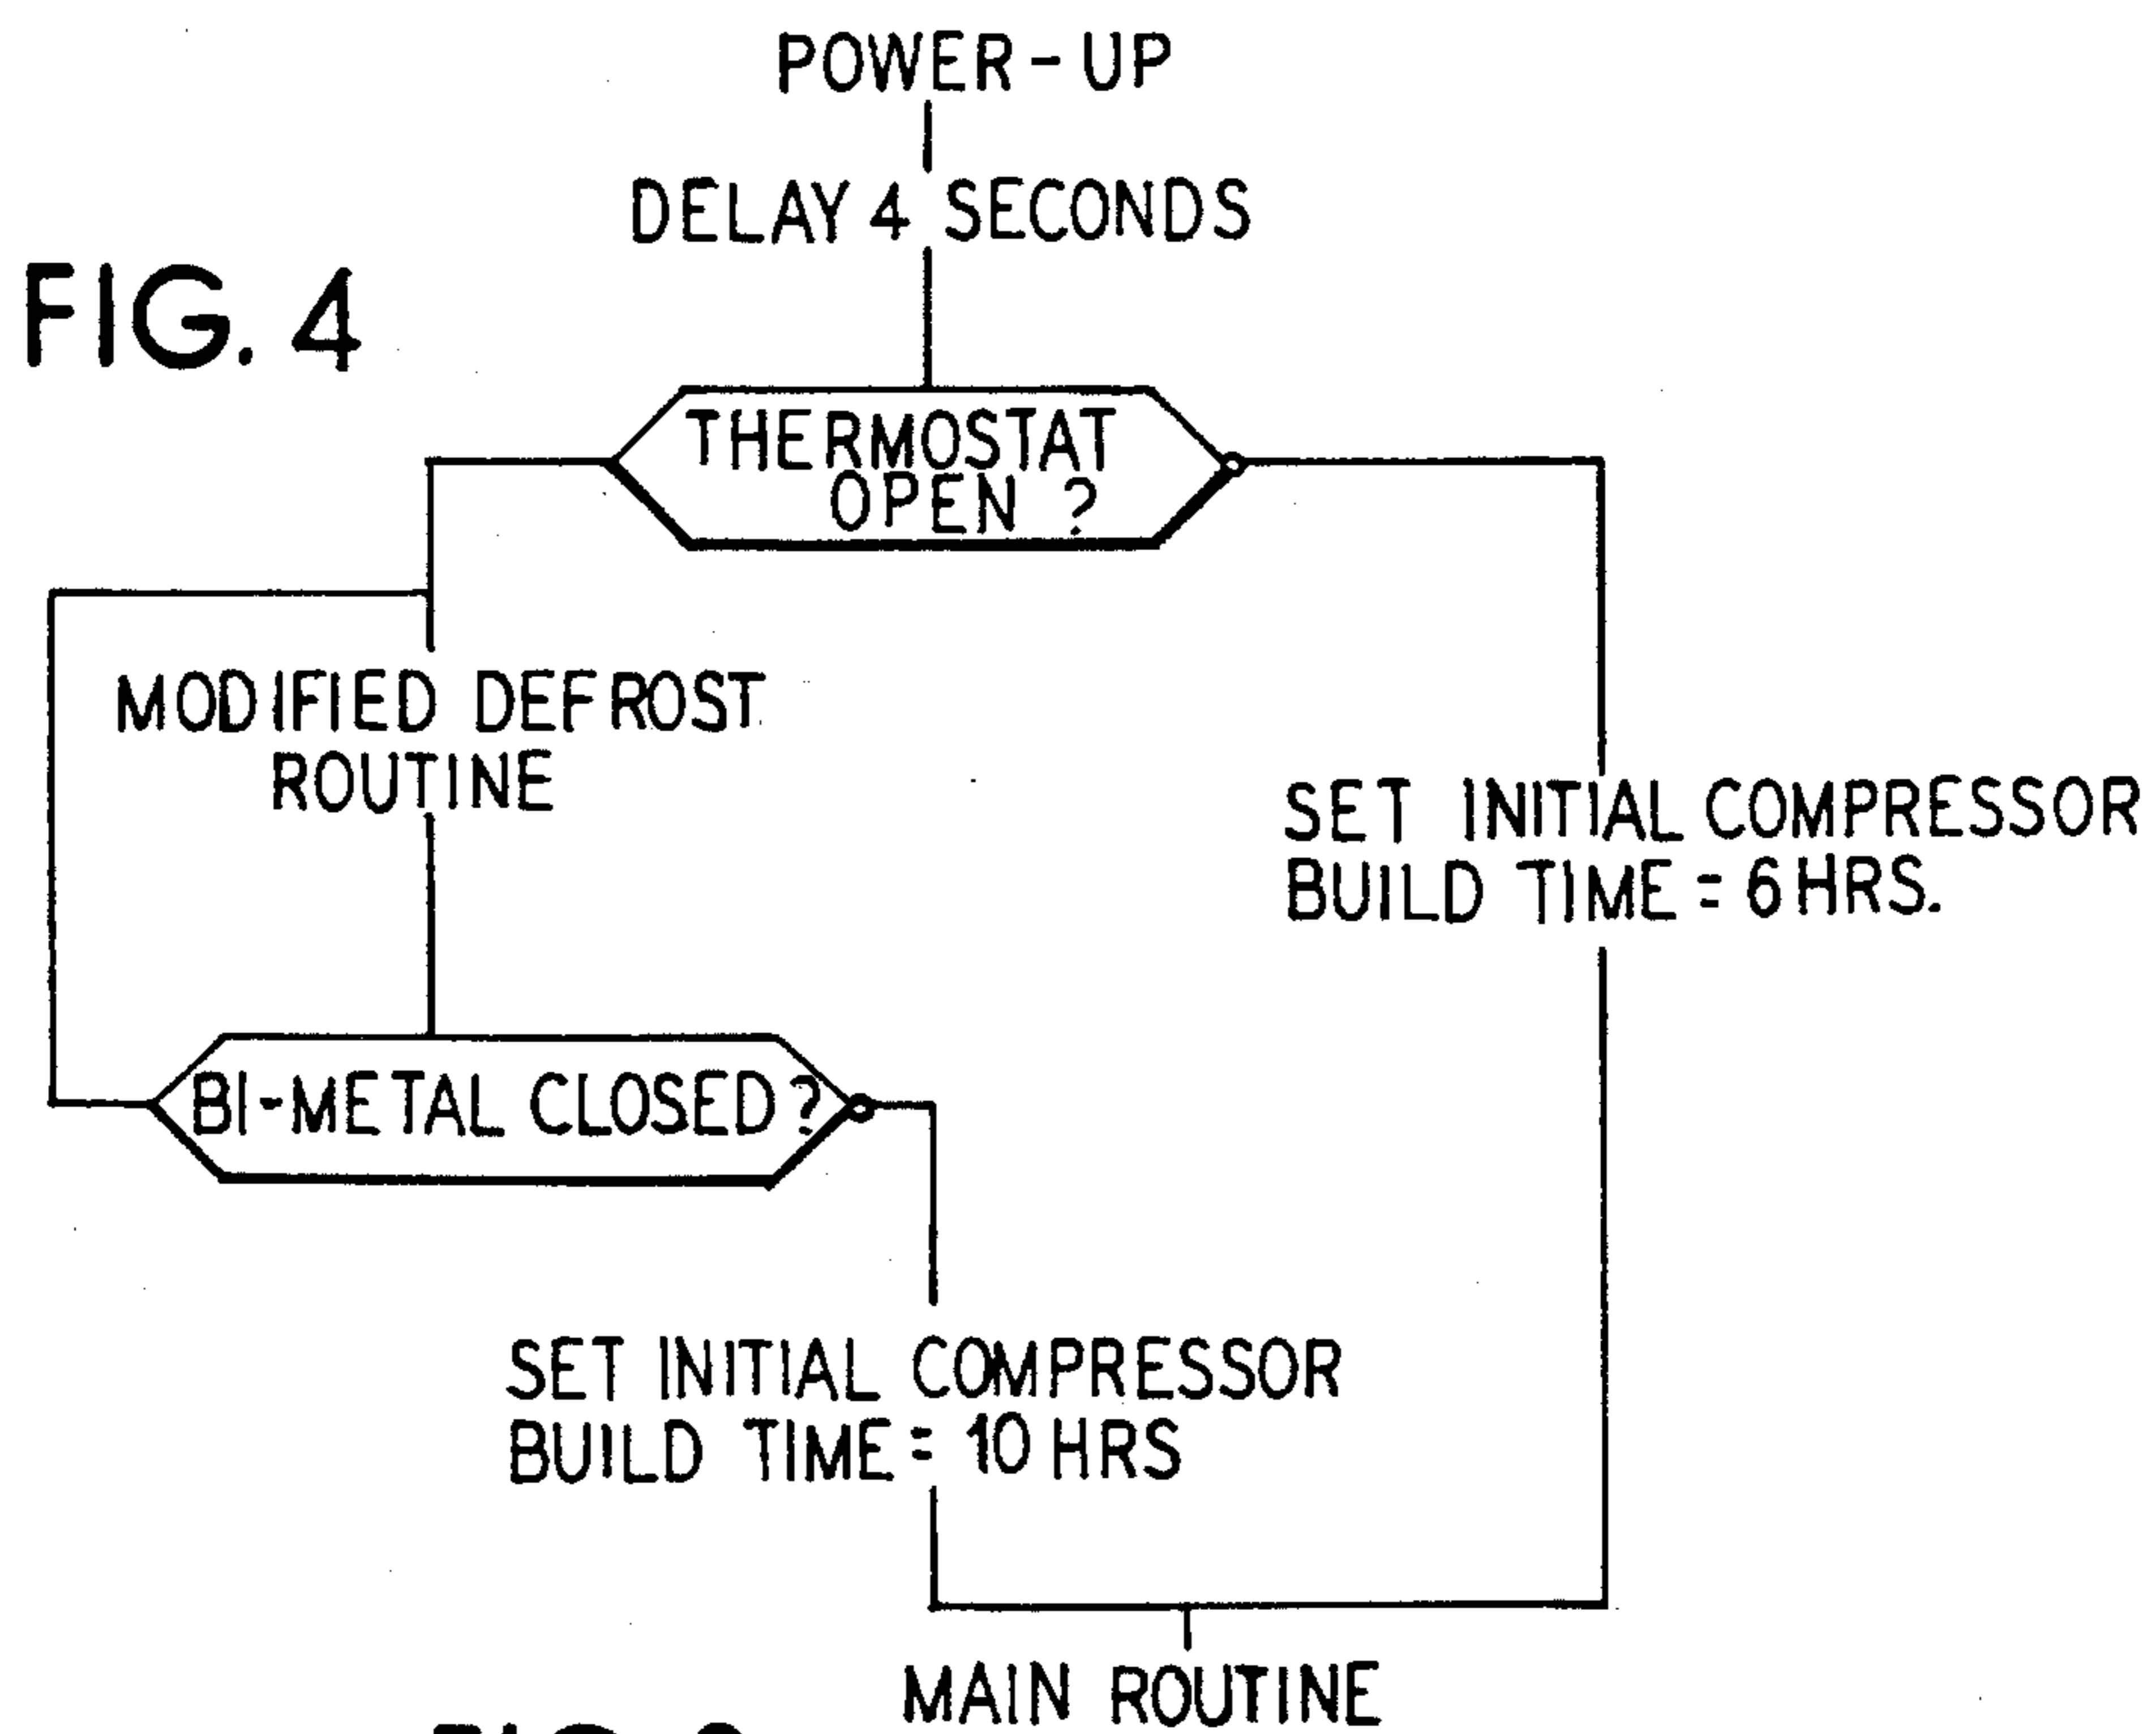 POWER-UP
DELAY 4 SECONDS
FIG. 4
THERMOSTAT
OPEN ?
MODIFIED DEFROST
ROUTINE
SET INITIAL COMPRESSOR
BUILD TIME = 6 HRS.
BI-METAL CLOSED ?
SET INITIAL COMPRESSOR
BUILD TIME = 10 HRS
MAIN ROUTINE